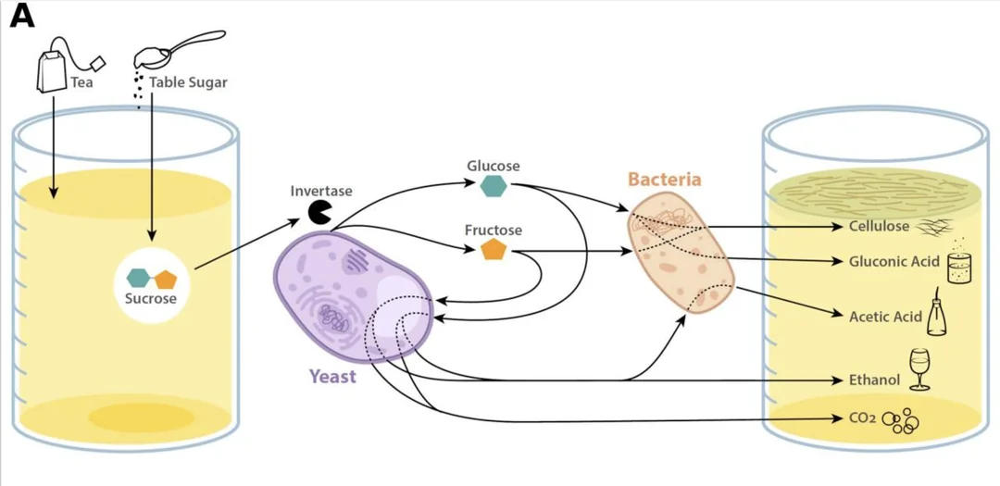 A
Tea
Table Sugar
Sucrose
Invertase
Yeast
Glucose
Fructose
Bacteria
Cellulose
Gluconic Acid
Acetic Acid
Ethanol
CO2